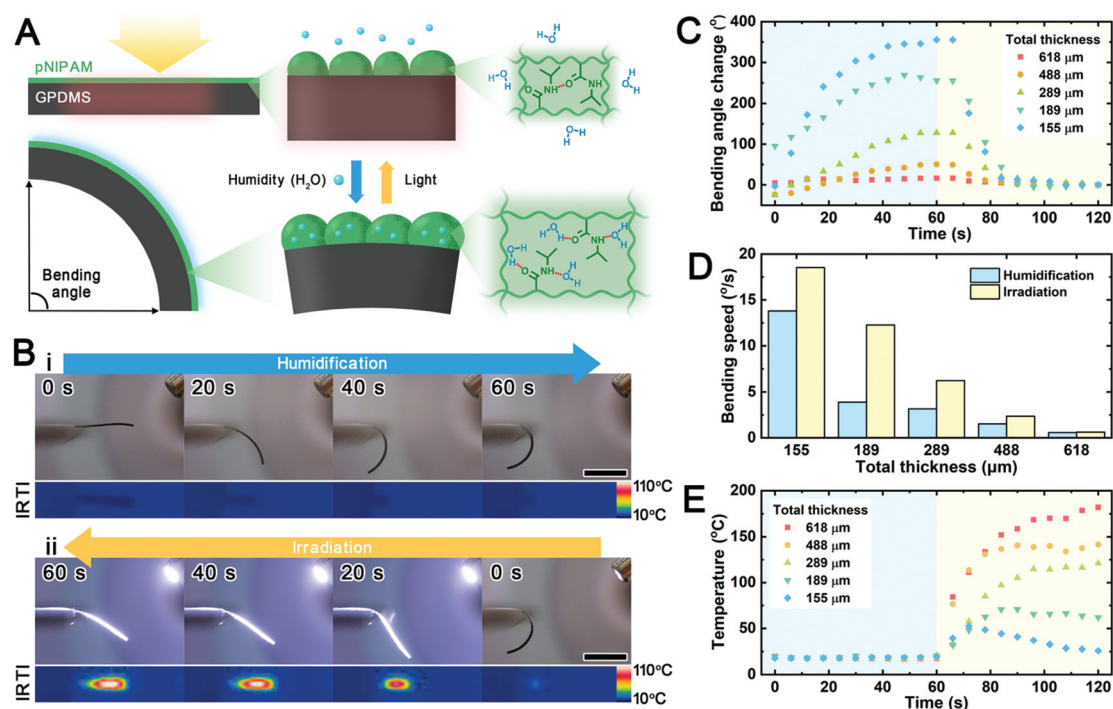 A
pNIPAM
GPDMS
Humidity (H₂O)
Light
Bending
angle
H
O
H
H
O
H
H
O
H
H
O
H
O
NH
O
NH
H
O
H
H
O
H
H
O
H
H
O
H
O
NH
O
NH
B
i
Humidification
0 s
20 s
40 s
60 s
IRTI
110°C
10°C
ii
Irradiation
60 s
40 s
20 s
0 s
IRTI
110°C
10°C
C
Bending angle change (°)
400
300
200
100
0
Total thickness
618 μm
488 μm
289 μm
189 μm
155 μm
0 20 40 60 80 100 120
Time (s)
D
Bending speed (°/s)
20
15
10
5
0
Humidification
Irradiation
155 189 289 488 618
Total thickness (μm)
E
Temperature (°C)
200
150
100
50
0
Total thickness
618 μm
488 μm
289 μm
189 μm
155 μm
0 20 40 60 80 100 120
Time (s)